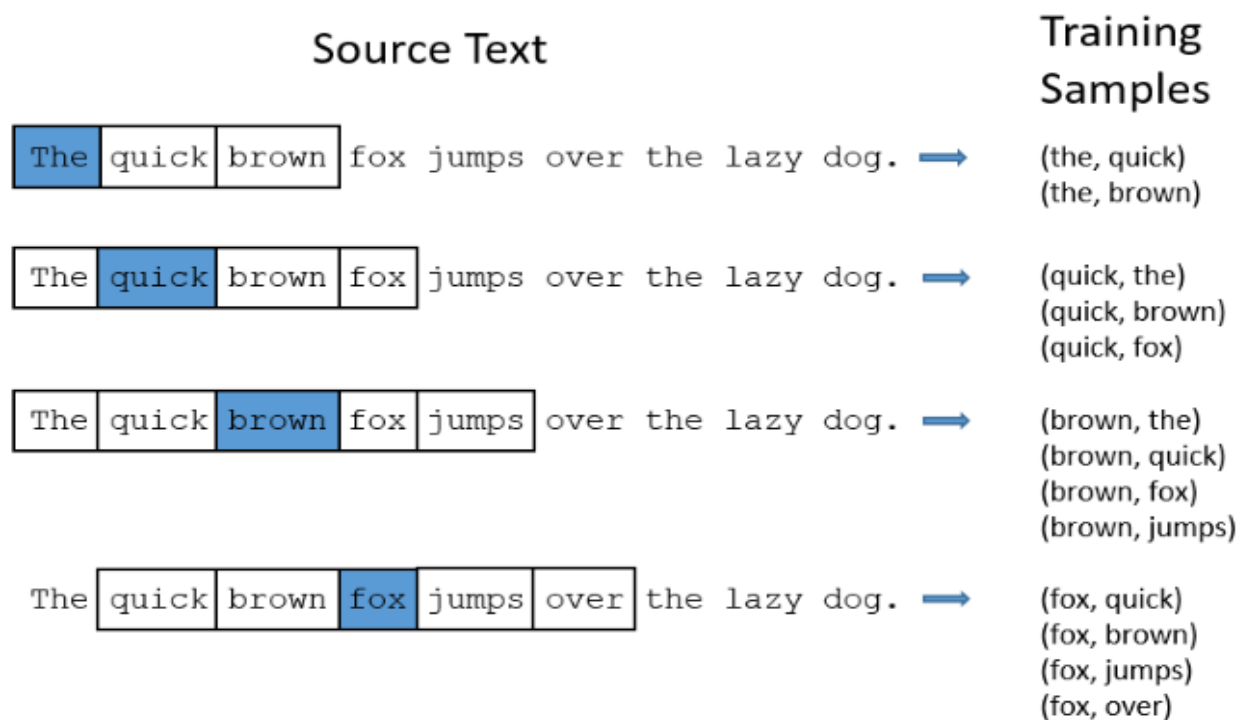 Source Text
Training
Samples
The quick brown fox jumps over the lazy dog.
(the, quick)
(the, brown)
The quick brown fox jumps over the lazy dog.
(quick, the)
(quick, brown)
(quick, fox)
The quick brown fox jumps over the lazy dog.
(brown, the)
(brown, quick)
(brown, fox)
(brown, jumps)
The quick brown fox jumps over the lazy dog.
(fox, quick)
(fox, brown)
(fox, jumps)
(fox, over)